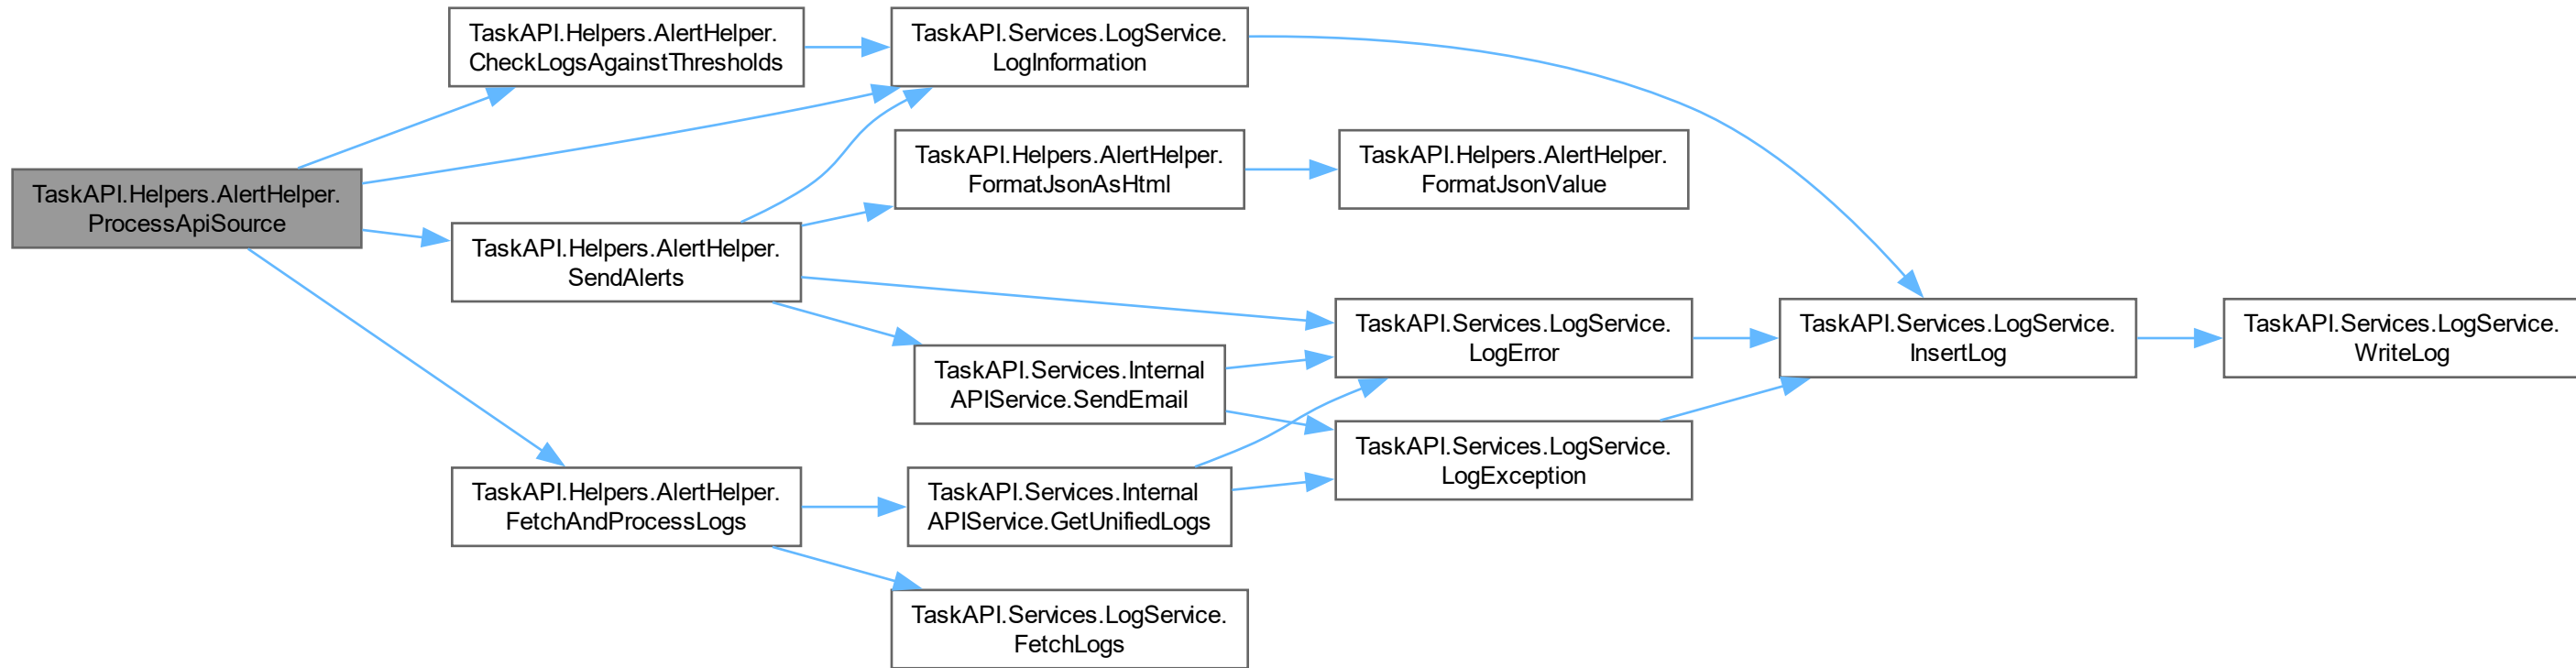 TaskAPI.Helpers.AlertHelper.
ProcessApiSource
TaskAPI.Helpers.AlertHelper.
CheckLogsAgainstThresholds
TaskAPI.Services.LogService.
LogInformation
TaskAPI.Helpers.AlertHelper.
SendAlerts
TaskAPI.Helpers.AlertHelper.
FormatJsonAsHtml
TaskAPI.Helpers.AlertHelper.
FormatJsonValue
TaskAPI.Services.Internal
APIService.SendEmail
TaskAPI.Services.LogService.
LogError
TaskAPI.Services.LogService.
InsertLog
TaskAPI.Services.LogService.
WriteLog
TaskAPI.Services.LogService.
LogException
TaskAPI.Helpers.AlertHelper.
FetchAndProcessLogs
TaskAPI.Services.Internal
APIService.GetUnifiedLogs
TaskAPI.Services.LogService.
FetchLogs